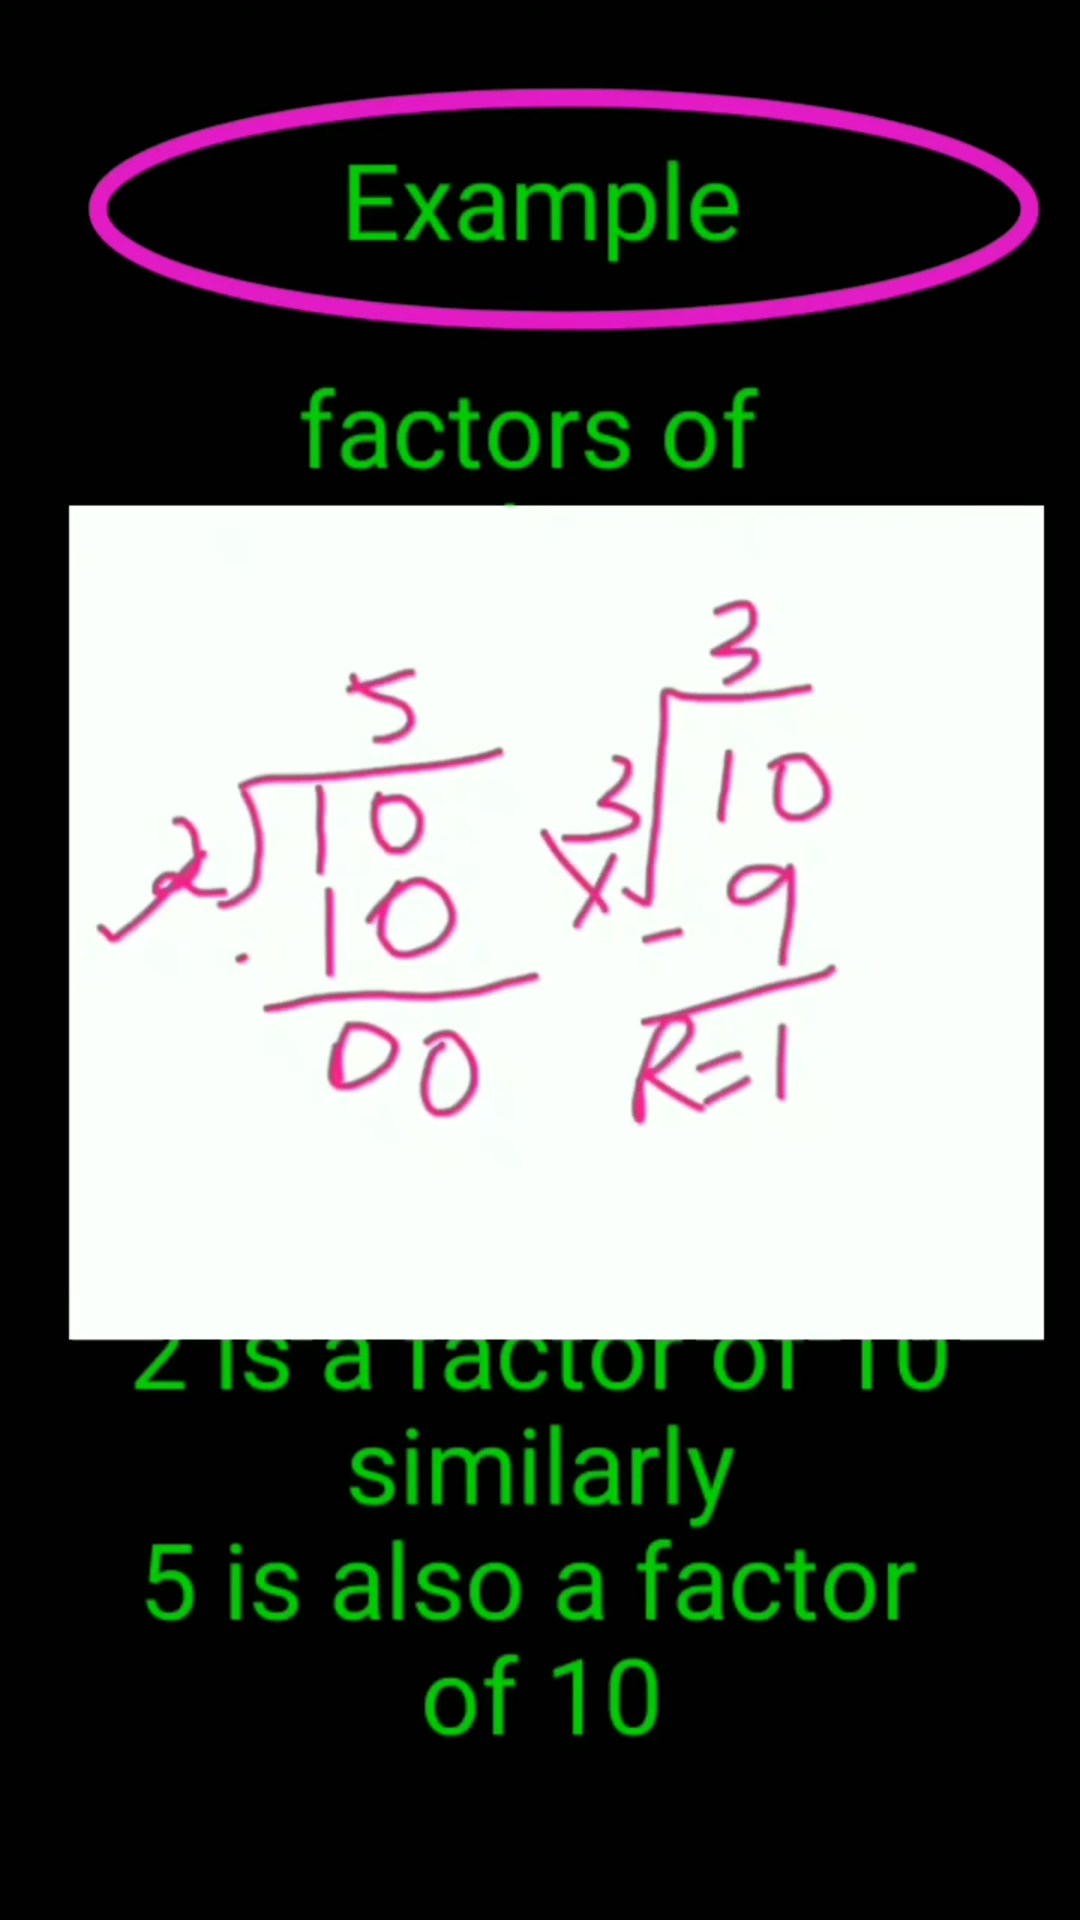 Example
factors of
5 3
2 10 3 10
10 - 9
00 R=1
2 is a factor of 10
similarly
5 is also a factor
of 10